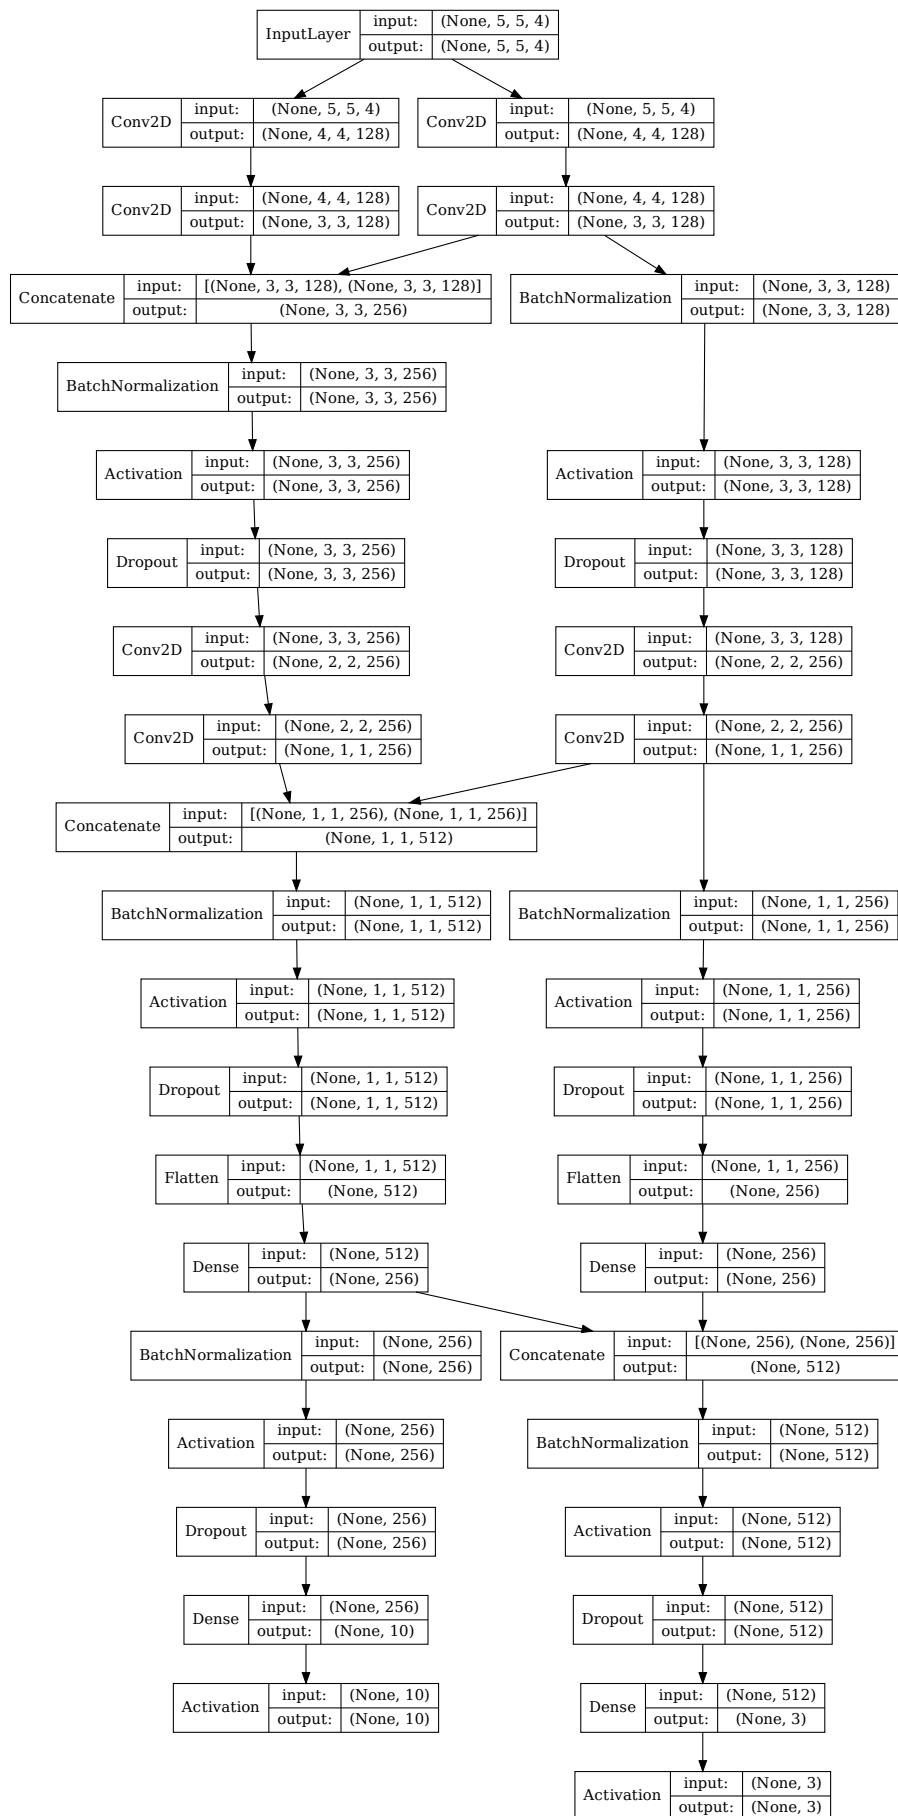 InputLayer input: (None, 5, 5, 4)
output: (None, 5, 5, 4)
Conv2D input: (None, 5, 5, 4)
output: (None, 4, 4, 128)
Conv2D input: (None, 5, 5, 4)
output: (None, 4, 4, 128)
Conv2D input: (None, 4, 4, 128)
output: (None, 3, 3, 128)
Conv2D input: (None, 4, 4, 128)
output: (None, 3, 3, 128)
Concatenate input: [(None, 3, 3, 128), (None, 3, 3, 128)]
output: (None, 3, 3, 256)
BatchNormalization input: (None, 3, 3, 128)
output: (None, 3, 3, 128)
BatchNormalization input: (None, 3, 3, 256)
output: (None, 3, 3, 256)
Activation input: (None, 3, 3, 256)
output: (None, 3, 3, 256)
Activation input: (None, 3, 3, 128)
output: (None, 3, 3, 128)
Dropout input: (None, 3, 3, 256)
output: (None, 3, 3, 256)
Dropout input: (None, 3, 3, 128)
output: (None, 3, 3, 128)
Conv2D input: (None, 3, 3, 256)
output: (None, 2, 2, 256)
Conv2D input: (None, 3, 3, 128)
output: (None, 2, 2, 256)
Conv2D input: (None, 2, 2, 256)
output: (None, 1, 1, 256)
Conv2D input: (None, 2, 2, 256)
output: (None, 1, 1, 256)
Concatenate input: [(None, 1, 1, 256), (None, 1, 1, 256)]
output: (None, 1, 1, 512)
BatchNormalization input: (None, 1, 1, 512)
output: (None, 1, 1, 512)
BatchNormalization input: (None, 1, 1, 256)
output: (None, 1, 1, 256)
Activation input: (None, 1, 1, 512)
output: (None, 1, 1, 512)
Activation input: (None, 1, 1, 256)
output: (None, 1, 1, 256)
Dropout input: (None, 1, 1, 512)
output: (None, 1, 1, 512)
Dropout input: (None, 1, 1, 256)
output: (None, 1, 1, 256)
Flatten input: (None, 1, 1, 512)
output: (None, 512)
Flatten input: (None, 1, 1, 256)
output: (None, 256)
Dense input: (None, 512)
output: (None, 256)
Dense input: (None, 256)
output: (None, 256)
BatchNormalization input: (None, 256)
output: (None, 256)
Concatenate input: [(None, 256), (None, 256)]
output: (None, 512)
Activation input: (None, 256)
output: (None, 256)
BatchNormalization input: (None, 512)
output: (None, 512)
Dropout input: (None, 256)
output: (None, 256)
Activation input: (None, 512)
output: (None, 512)
Dense input: (None, 256)
output: (None, 10)
Dropout input: (None, 512)
output: (None, 512)
Activation input: (None, 10)
output: (None, 10)
Dense input: (None, 512)
output: (None, 3)
Activation input: (None, 3)
output: (None, 3)